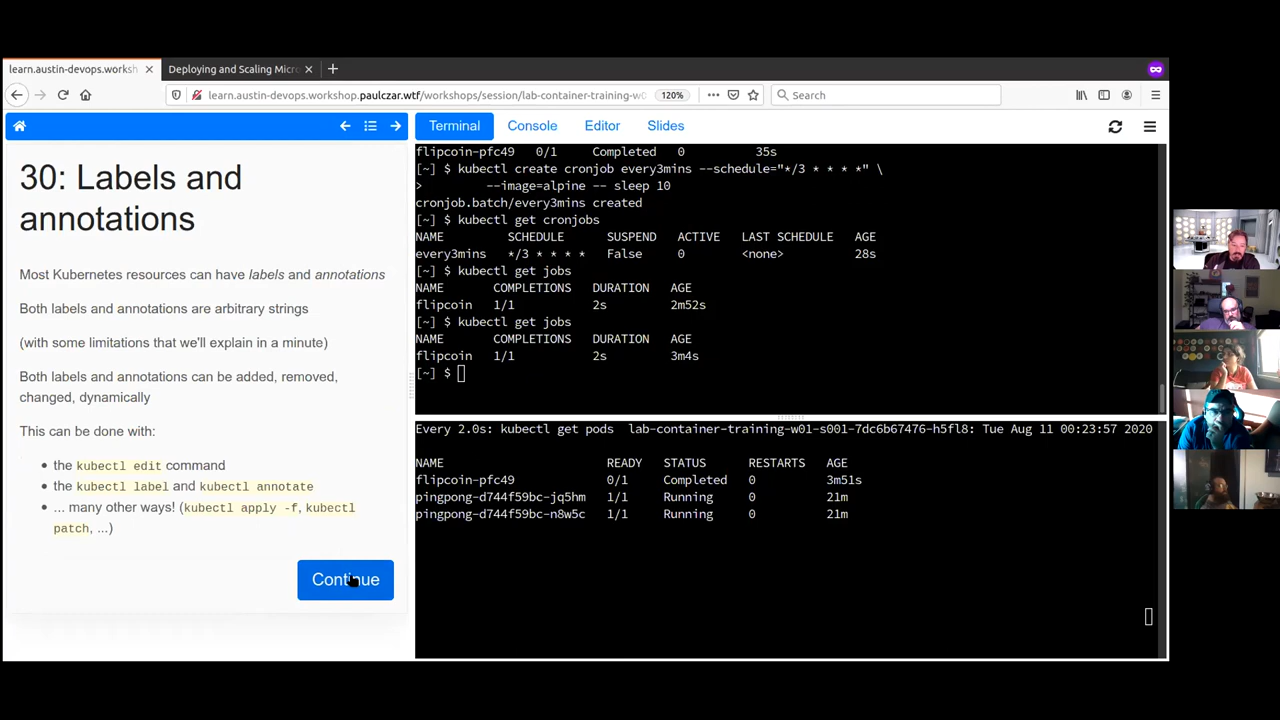 learn.austin-devops.worksh
Deploying and Scaling Micro
learn.austin-devops.workshop.paulczar.wtf/workshops/session/lab-container-training-w0
120%
Search
Terminal
Console
Editor
Slides
30: Labels and
annotations
Most Kubernetes resources can have labels and annotations
Both labels and annotations are arbitrary strings
(with some limitations that we'll explain in a minute)
Both labels and annotations can be added, removed,
changed, dynamically
This can be done with:
• the kubectl edit command
• the kubectl label and kubectl annotate
• ... many other ways! (kubectl apply -f, kubectl
patch, ...)
Continue
flipcoin-pfc49 0/1 Completed 0 35s
[~] $ kubectl create cronjob every3mins --schedule="*/3 * * * *" \
> --image=alpine -- sleep 10
cronjob.batch/every3mins created
[~] $ kubectl get cronjobs
NAME SCHEDULE SUSPEND ACTIVE LAST SCHEDULE AGE
every3mins */3 * * * * False 0 <none> 28s
[~] $ kubectl get jobs
NAME COMPLETIONS DURATION AGE
flipcoin 1/1 2s 2m52s
[~] $ kubectl get jobs
NAME COMPLETIONS DURATION AGE
flipcoin 1/1 2s 3m4s
[~] $
Every 2.0s: kubectl get pods lab-container-training-w01-s001-7dc6b67476-h5fl8: Tue Aug 11 00:23:57 2020
NAME READY STATUS RESTARTS AGE
flipcoin-pfc49 0/1 Completed 0 3m51s
pingpong-d744f59bc-jq5hm 1/1 Running 0 21m
pingpong-d744f59bc-n8w5c 1/1 Running 0 21m